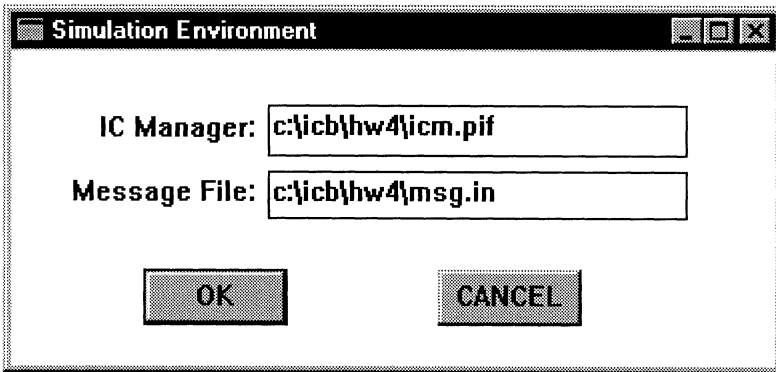 Simulation Environment
IC Manager: c:\icb\hw4\icm.pif
Message File: c:\icb\hw4\msg.in
OK CANCEL